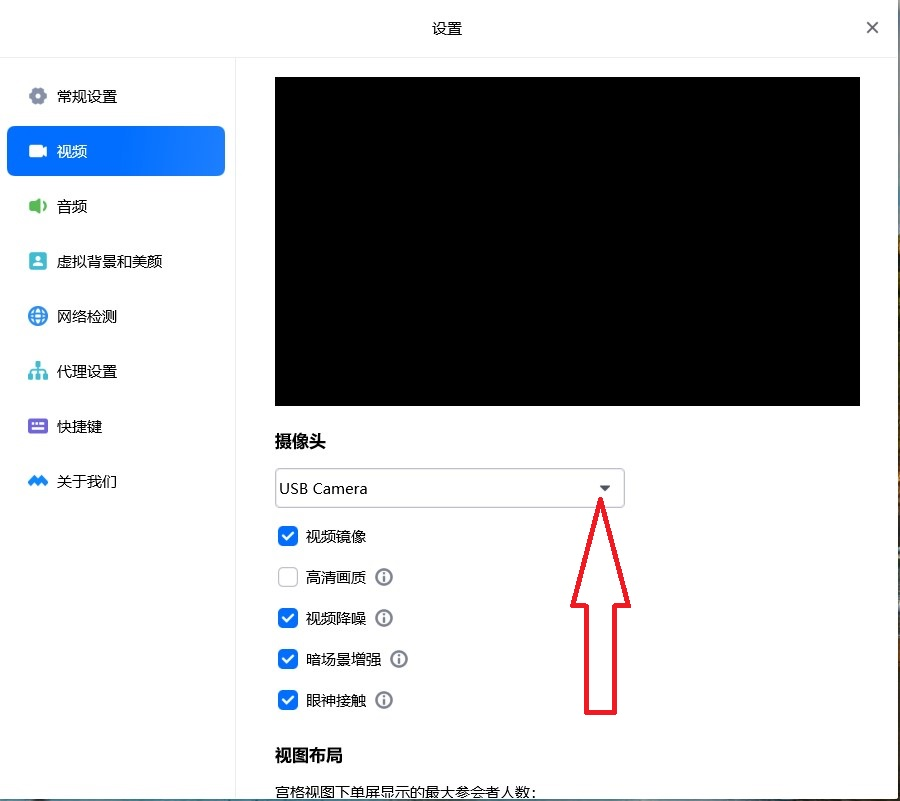 设置
常规设置
视频
音频
虚拟背景和美颜
网络检测
代理设置
快捷键
关于我们
摄像头
USB Camera
视频镜像
高清画质
视频降噪
暗场景增强
眼神接触
视图布局
宫格视图下单屏显示的最大参会者人数：